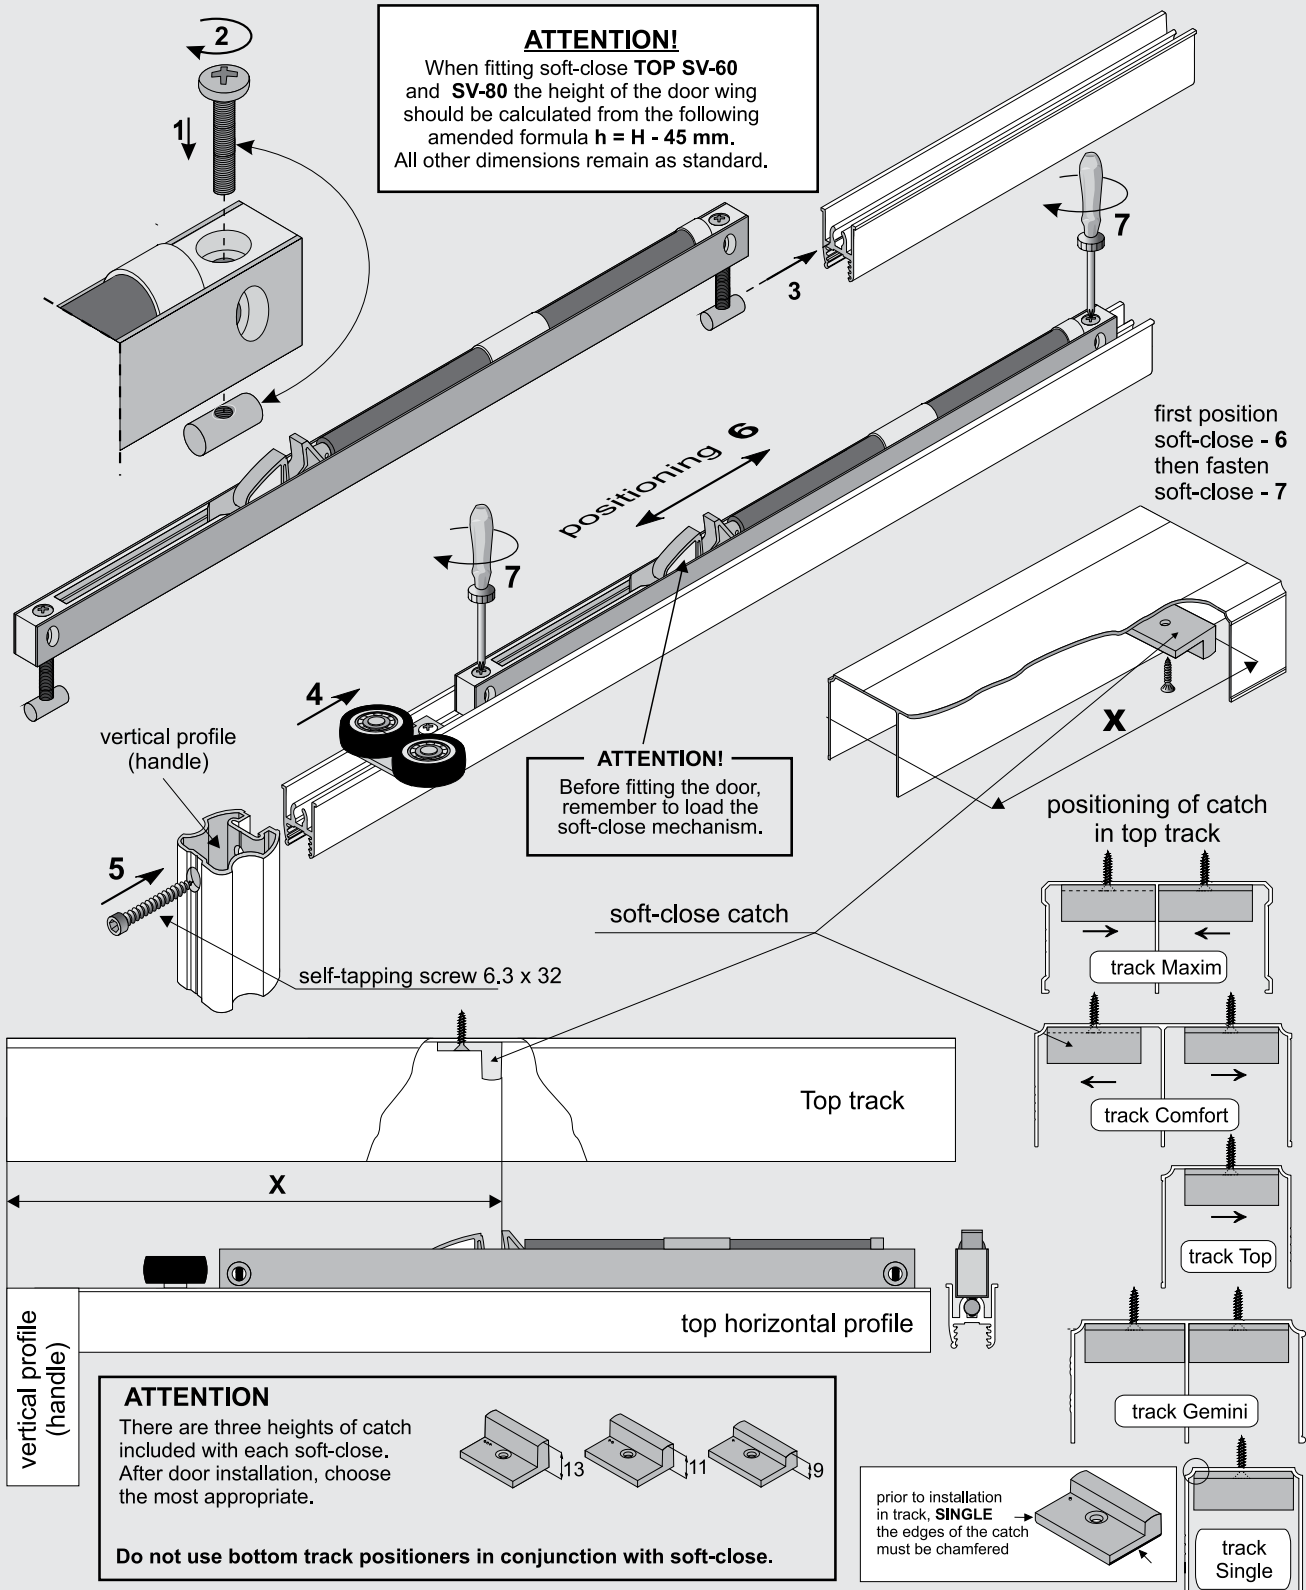 2
1
ATTENTION!
When fitting soft-close TOP SV-60
and SV-80 the height of the door wing
should be calculated from the following
amended formula h = H - 45 mm.
All other dimensions remain as standard.
3
7
first position
soft-close - 6
then fasten
soft-close - 7
positioning 6
7
4
vertical profile
(handle)
ATTENTION!
Before fitting the door,
remember to load the
soft-close mechanism.
X
positioning of catch
in top track
5
soft-close catch
self-tapping screw 6.3 x 32
track Maxim
track Comfort
Top track
X
track Top
top horizontal profile
vertical profile
(handle)
track Gemini
ATTENTION
There are three heights of catch
included with each soft-close.
After door installation, choose
the most appropriate.
13
11
9
Do not use bottom track positioners in conjunction with soft-close.
prior to installation
in track, SINGLE
the edges of the catch
must be chamfered
track
Single